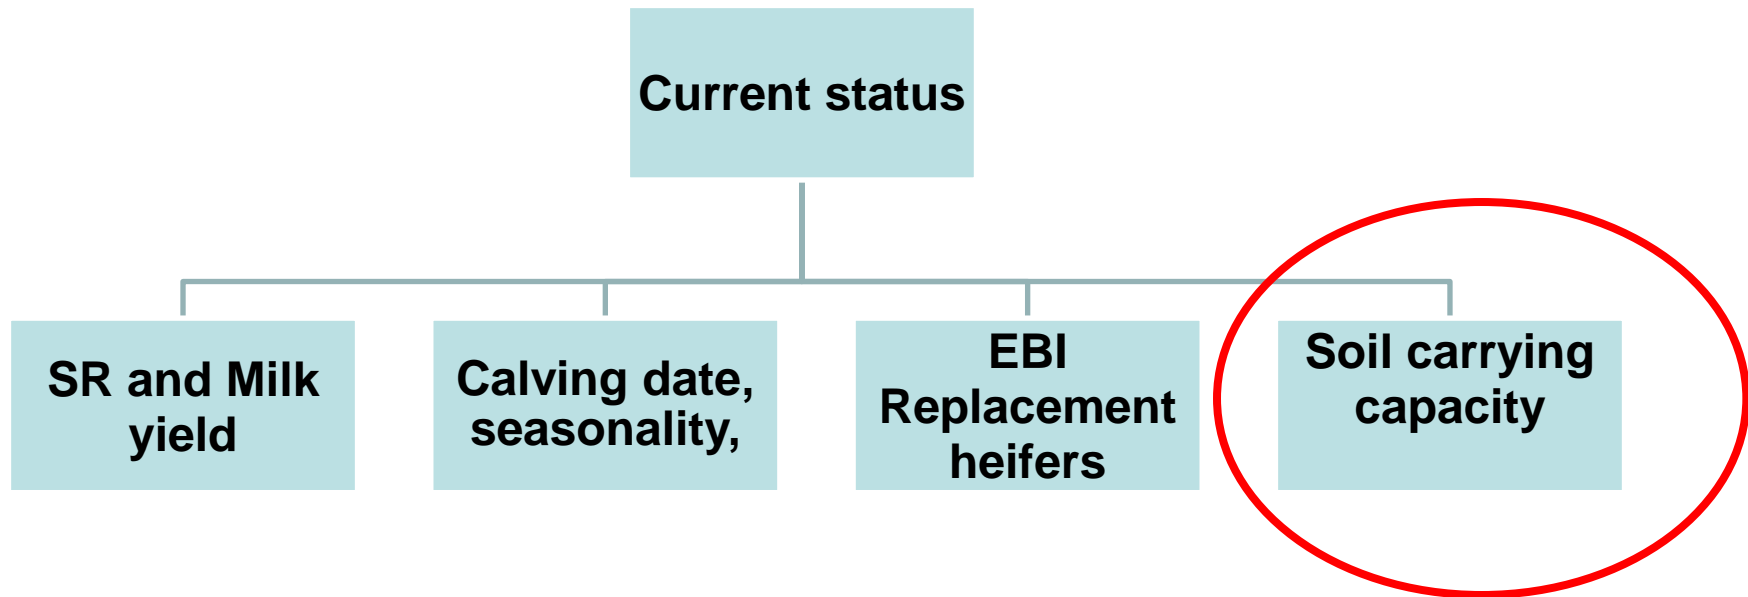 Current status
SR and Milk
yield
Calving date,
seasonality,
EBI
Replacement
heifers
Soil carrying
capacity